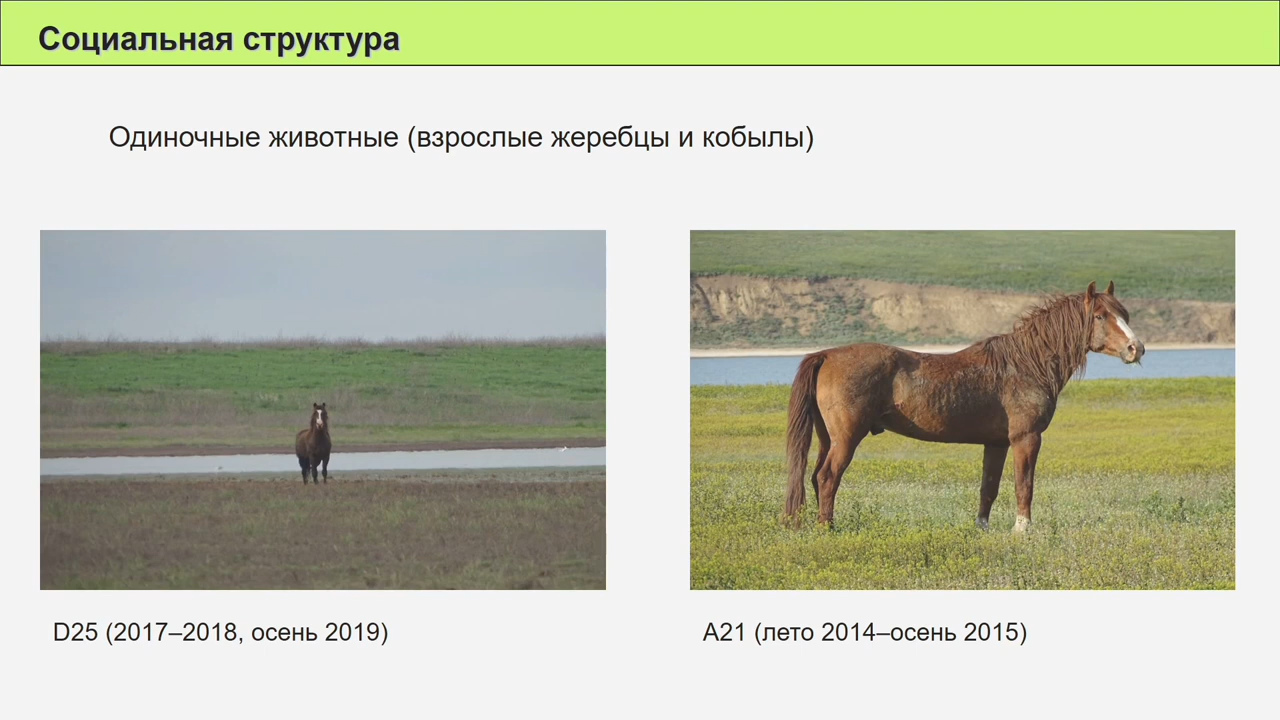 Социальная структура
Одиночные животные (взрослые жеребцы и кобылы)
D25 (2017–2018, осень 2019)
A21 (лето 2014–осень 2015)